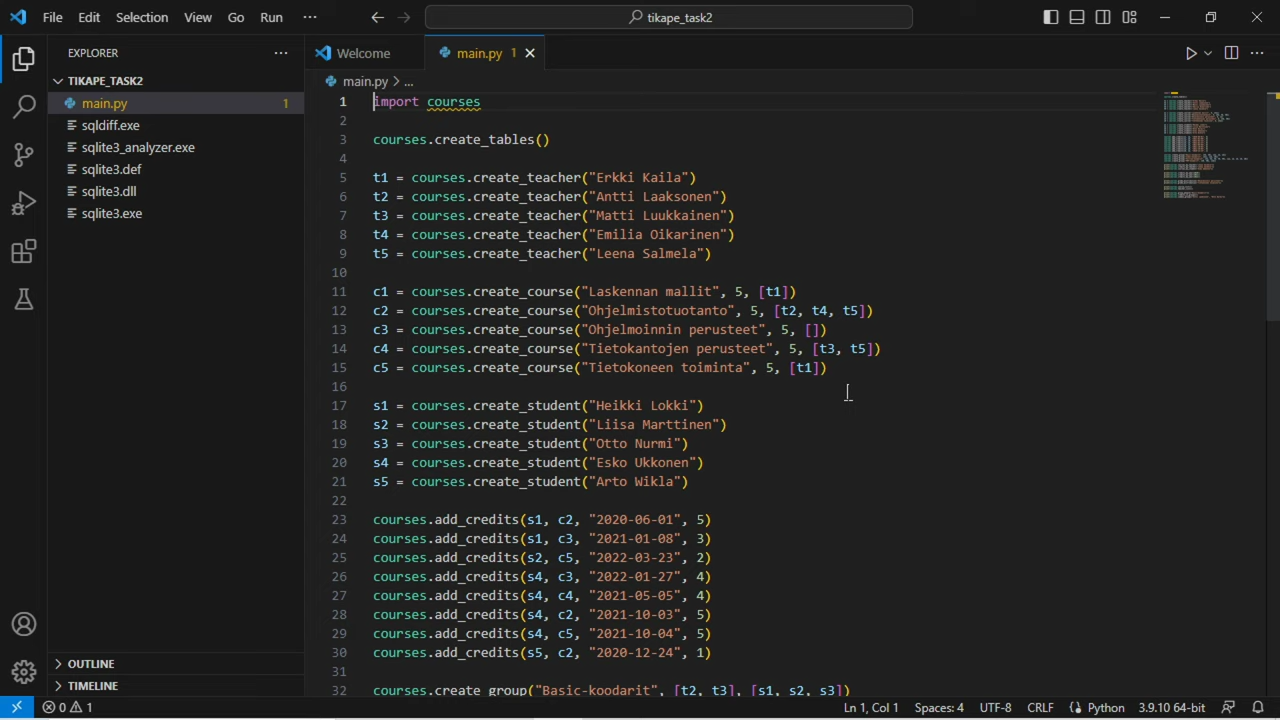 File Edit Selection View Go Run ··· tikape_task2
EXPLORER ···
TIKAPE_TASK2
main.py 1
sqldiff.exe
sqlite3_analyzer.exe
sqlite3.def
sqlite3.dll
sqlite3.exe
OUTLINE
TIMELINE
Welcome main.py 1
main.py > ...
1 import courses
2
3 courses.create_tables()
4
5 t1 = courses.create_teacher("Erkki Kaila")
6 t2 = courses.create_teacher("Antti Laaksonen")
7 t3 = courses.create_teacher("Matti Luukkainen")
8 t4 = courses.create_teacher("Emilia Oikarinen")
9 t5 = courses.create_teacher("Leena Salmela")
10
11 c1 = courses.create_course("Laskennan mallit", 5, [t1])
12 c2 = courses.create_course("Ohjelmistotuotanto", 5, [t2, t4, t5])
13 c3 = courses.create_course("Ohjelmoinnin perusteet", 5, [])
14 c4 = courses.create_course("Tietokantojen perusteet", 5, [t3, t5])
15 c5 = courses.create_course("Tietokoneen toiminta", 5, [t1])
16
17 s1 = courses.create_student("Heikki Lokki")
18 s2 = courses.create_student("Liisa Marttinen")
19 s3 = courses.create_student("Otto Nurmi")
20 s4 = courses.create_student("Esko Ukkonen")
21 s5 = courses.create_student("Arto Wikla")
22
23 courses.add_credits(s1, c2, "2020-06-01", 5)
24 courses.add_credits(s1, c3, "2021-01-08", 3)
25 courses.add_credits(s2, c5, "2022-03-23", 2)
26 courses.add_credits(s4, c3, "2022-01-27", 4)
27 courses.add_credits(s4, c4, "2021-05-05", 4)
28 courses.add_credits(s4, c2, "2021-10-03", 5)
29 courses.add_credits(s4, c5, "2021-10-04", 5)
30 courses.add_credits(s5, c2, "2020-12-24", 1)
31
32 courses.create_group("Basic-koodarit", [t2, t3], [s1, s2, s3])
0 1 Ln 1, Col 1 Spaces: 4 UTF-8 CRLF Python 3.9.10 64-bit